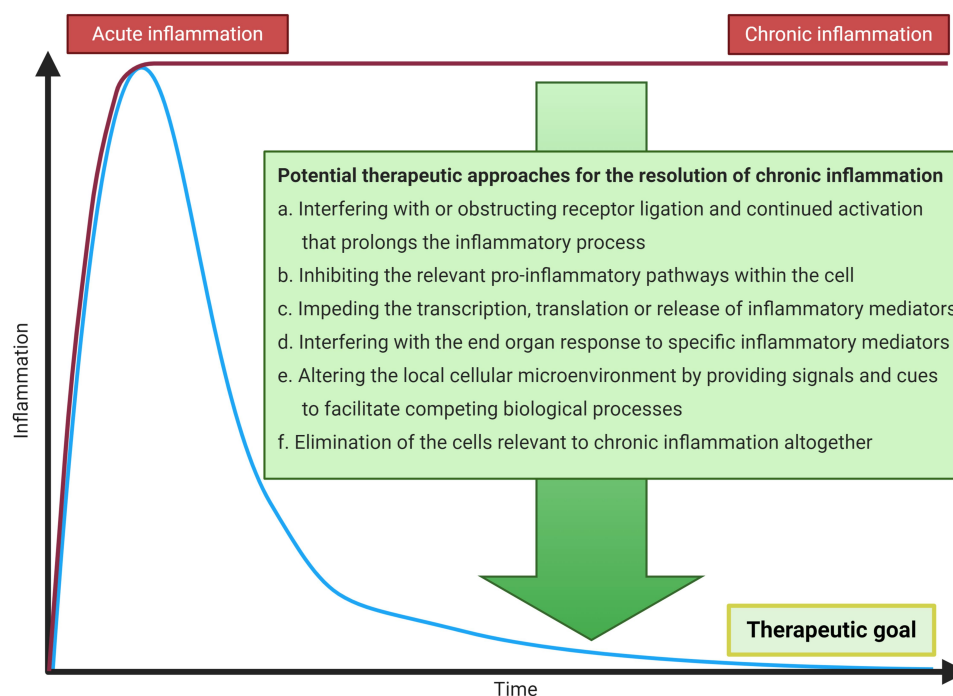 Acute inflammation
Chronic inflammation
Potential therapeutic approaches for the resolution of chronic inflammation
a. Interfering with or obstructing receptor ligation and continued activation
that prolongs the inflammatory process
b. Inhibiting the relevant pro-inflammatory pathways within the cell
c. Impeding the transcription, translation or release of inflammatory mediators
d. Interfering with the end organ response to specific inflammatory mediators
e. Altering the local cellular microenvironment by providing signals and cues
to facilitate competing biological processes
f. Elimination of the cells relevant to chronic inflammation altogether
Inflammation
Therapeutic goal
Time